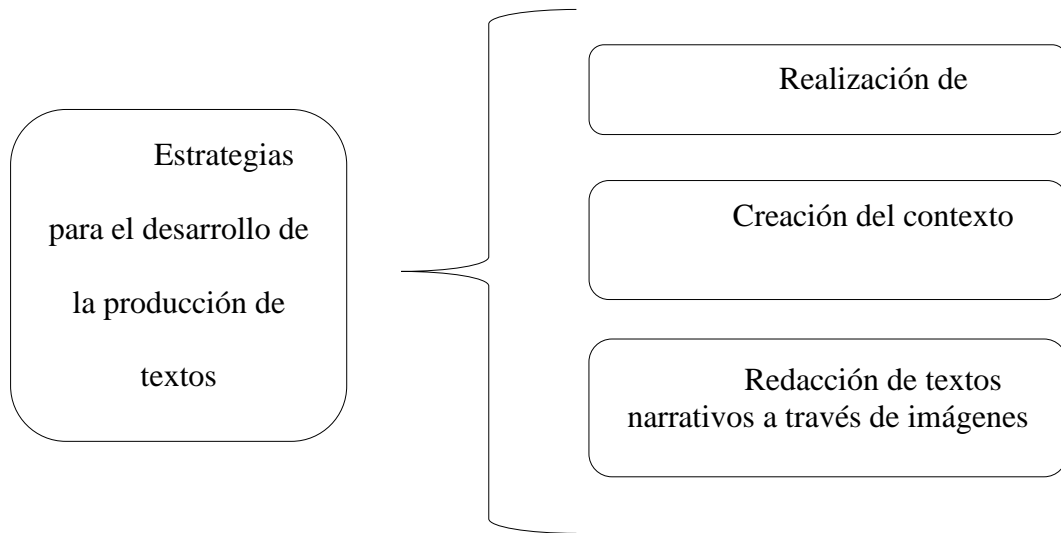 Estrategias
para el desarrollo de
la producción de
textos
Realización de
Creación del contexto
Redacción de textos
narrativos a través de imágenes